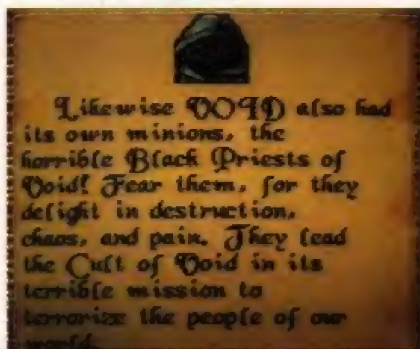 Likewise VOID also had
its own minions, the
horrible Black Priests of
Void! Fear them, for they
delight in destruction,
chaos, and pain. They lead
the Cult of Void in its
terrible mission to
terrorize the people of our
world.